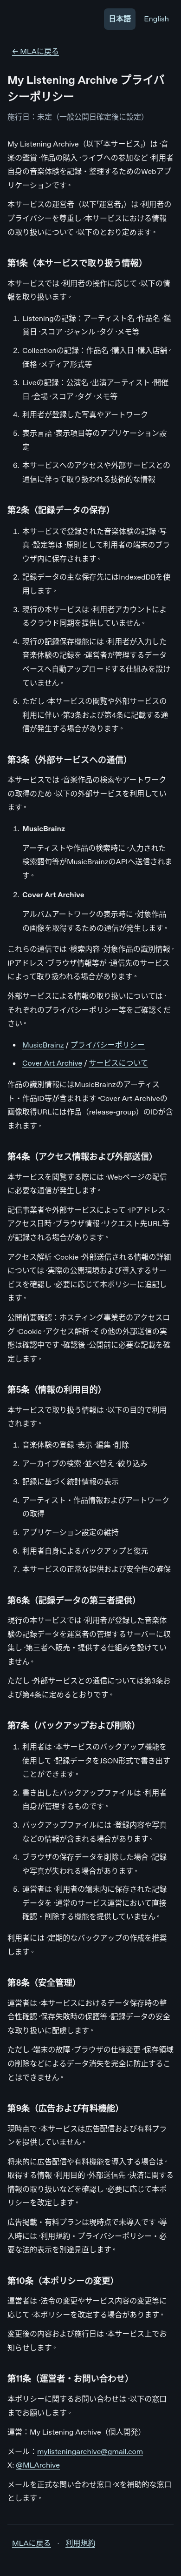 日本語 English
← MLAに戻る
My Listening Archive プライバ
シーポリシー
施行日：未定（一般公開日確定後に設定）
My Listening Archive（以下「本サービス」）は、音
楽の鑑賞、作品の購入、ライブへの参加など、利用者
自身の音楽体験を記録・整理するためのWebアプ
リケーションです。
本サービスの運営者（以下「運営者」）は、利用者の
プライバシーを尊重し、本サービスにおける情報
の取り扱いについて、以下のとおり定めます。
第1条（本サービスで取り扱う情報）
本サービスでは、利用者の操作に応じて、以下の情
報を取り扱います。
1. Listeningの記録：アーティスト名、作品名、鑑
賞日、スコア、ジャンル、タグ、メモ等
2. Collectionの記録：作品名、購入日、購入店舗、
価格、メディア形式等
3. Liveの記録：公演名、出演アーティスト、開催
日、会場、スコア、タグ、メモ等
4. 利用者が登録した写真やアートワーク
5. 表示言語、表示項目等のアプリケーション設
定
6. 本サービスへのアクセスや外部サービスとの
通信に伴って取り扱われる技術的な情報
第2条（記録データの保存）
1. 本サービスで登録された音楽体験の記録、写
真、設定等は、原則として利用者の端末のブラ
ウザ内に保存されます。
2. 記録データの主な保存先にはIndexedDBを使
用します。
3. 現行の本サービスは、利用者アカウントによ
るクラウド同期を提供していません。
4. 現行の記録保存機能には、利用者が入力した
音楽体験の記録を、運営者が管理するデータ
ベースへ自動アップロードする仕組みを設け
ていません。
5. ただし、本サービスの閲覧や外部サービスの
利用に伴い、第3条および第4条に記載する通
信が発生する場合があります。
第3条（外部サービスへの通信）
本サービスでは、音楽作品の検索やアートワーク
の取得のため、以下の外部サービスを利用してい
ます。
1. MusicBrainz
アーティストや作品の検索時に、入力された
検索語句等がMusicBrainzのAPIへ送信されま
す。
2. Cover Art Archive
アルバムアートワークの表示時に、対象作品
の画像を取得するための通信が発生します。
これらの通信では、検索内容、対象作品の識別情報、
IPアドレス、ブラウザ情報等が、通信先のサービス
によって取り扱われる場合があります。
外部サービスによる情報の取り扱いについては、
それぞれのプライバシーポリシー等をご確認くだ
さい。
• MusicBrainz / プライバシーポリシー
• Cover Art Archive / サービスについて
作品の識別情報にはMusicBrainzのアーティス
ト・作品ID等が含まれます。Cover Art Archiveの
画像取得URLには作品（release-group）のIDが含
まれます。
第4条（アクセス情報および外部送信）
本サービスを閲覧する際には、Webページの配信
に必要な通信が発生します。
配信事業者や外部サービスによって、IPアドレス、
アクセス日時、ブラウザ情報、リクエスト先URL等
が記録される場合があります。
アクセス解析、Cookie、外部送信される情報の詳細
については、実際の公開環境および導入するサー
ビスを確認し、必要に応じて本ポリシーに追記し
ます。
公開前要確認：ホスティング事業者のアクセスロ
グ、Cookie、アクセス解析、その他の外部送信の実
態は確認中です。確認後、公開前に必要な記載を確
定します。
第5条（情報の利用目的）
本サービスで取り扱う情報は、以下の目的で利用
されます。
1. 音楽体験の登録、表示、編集、削除
2. アーカイブの検索、並べ替え、絞り込み
3. 記録に基づく統計情報の表示
4. アーティスト・作品情報およびアートワーク
の取得
5. アプリケーション設定の維持
6. 利用者自身によるバックアップと復元
7. 本サービスの正常な提供および安全性の確保
第6条（記録データの第三者提供）
現行の本サービスでは、利用者が登録した音楽体
験の記録データを運営者の管理するサーバーに収
集し、第三者へ販売・提供する仕組みを設けてい
ません。
ただし、外部サービスとの通信については第3条お
よび第4条に定めるとおりです。
第7条（バックアップおよび削除）
1. 利用者は、本サービスのバックアップ機能を
使用して、記録データをJSON形式で書き出す
ことができます。
2. 書き出したバックアップファイルは、利用者
自身が管理するものです。
3. バックアップファイルには、登録内容や写真
などの情報が含まれる場合があります。
4. ブラウザの保存データを削除した場合、記録
や写真が失われる場合があります。
5. 運営者は、利用者の端末内に保存された記録
データを、通常のサービス運営において直接
確認・削除する機能を提供していません。
利用者には、定期的なバックアップの作成を推奨
します。
第8条（安全管理）
運営者は、本サービスにおけるデータ保存時の整
合性確認、保存失敗時の保護等、記録データの安全
な取り扱いに配慮します。
ただし、端末の故障、ブラウザの仕様変更、保存領域
の削除などによるデータ消失を完全に防止するこ
とはできません。
第9条（広告および有料機能）
現時点で、本サービスは広告配信および有料プラ
ンを提供していません。
将来的に広告配信や有料機能を導入する場合は、
取得する情報、利用目的、外部送信先、決済に関する
情報の取り扱いなどを確認し、必要に応じて本ポ
リシーを改定します。
広告掲載・有料プランは現時点で未導入です。導
入時には、利用規約・プライバシーポリシー・必
要な法的表示を別途見直します。
第10条（本ポリシーの変更）
運営者は、法令の変更やサービス内容の変更等に
応じて、本ポリシーを改定する場合があります。
変更後の内容および施行日は、本サービス上でお
知らせします。
第11条（運営者・お問い合わせ）
本ポリシーに関するお問い合わせは、以下の窓口
までお願いします。
運営：My Listening Archive（個人開発）
メール：mylisteningarchive@gmail.com
X: @MLArchive
メールを正式な問い合わせ窓口、Xを補助的な窓口
とします。
MLAに戻る · 利用規約